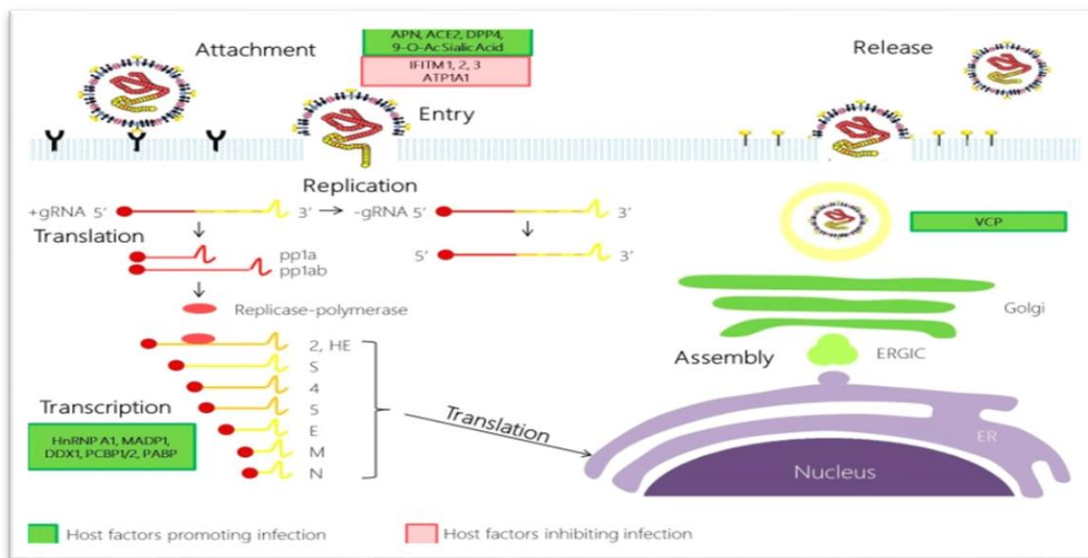 Attachment
APN, ACE2, DPP4,
9-O-Ac Sialic Acid
IFITM 1, 2, 3
ATP1A1
Entry
Release
Replication
+gRNA 5’ 3’ -gRNA 5’ 3’
Translation
pp1a
pp1ab
5’ 3’
Replicase-polymerase
2, HE
S
4
5
E
M
N
Transcription
HnRNP A1, MADP1,
DDX1, PCBP1/2, PABP
Translation
VCP
Golgi
Assembly
ERGIC
ER
Nucleus
Host factors promoting infection
Host factors inhibiting infection